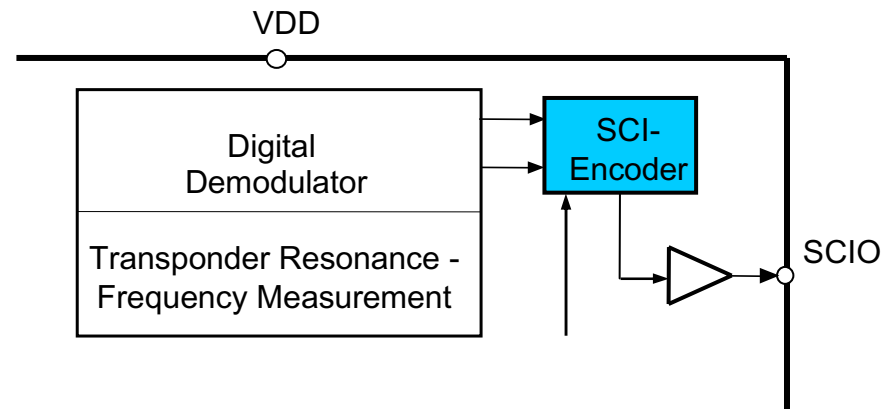 VDD
Digital
Demodulator
Transponder Resonance -
Frequency Measurement
SCI-
Encoder
SCIO